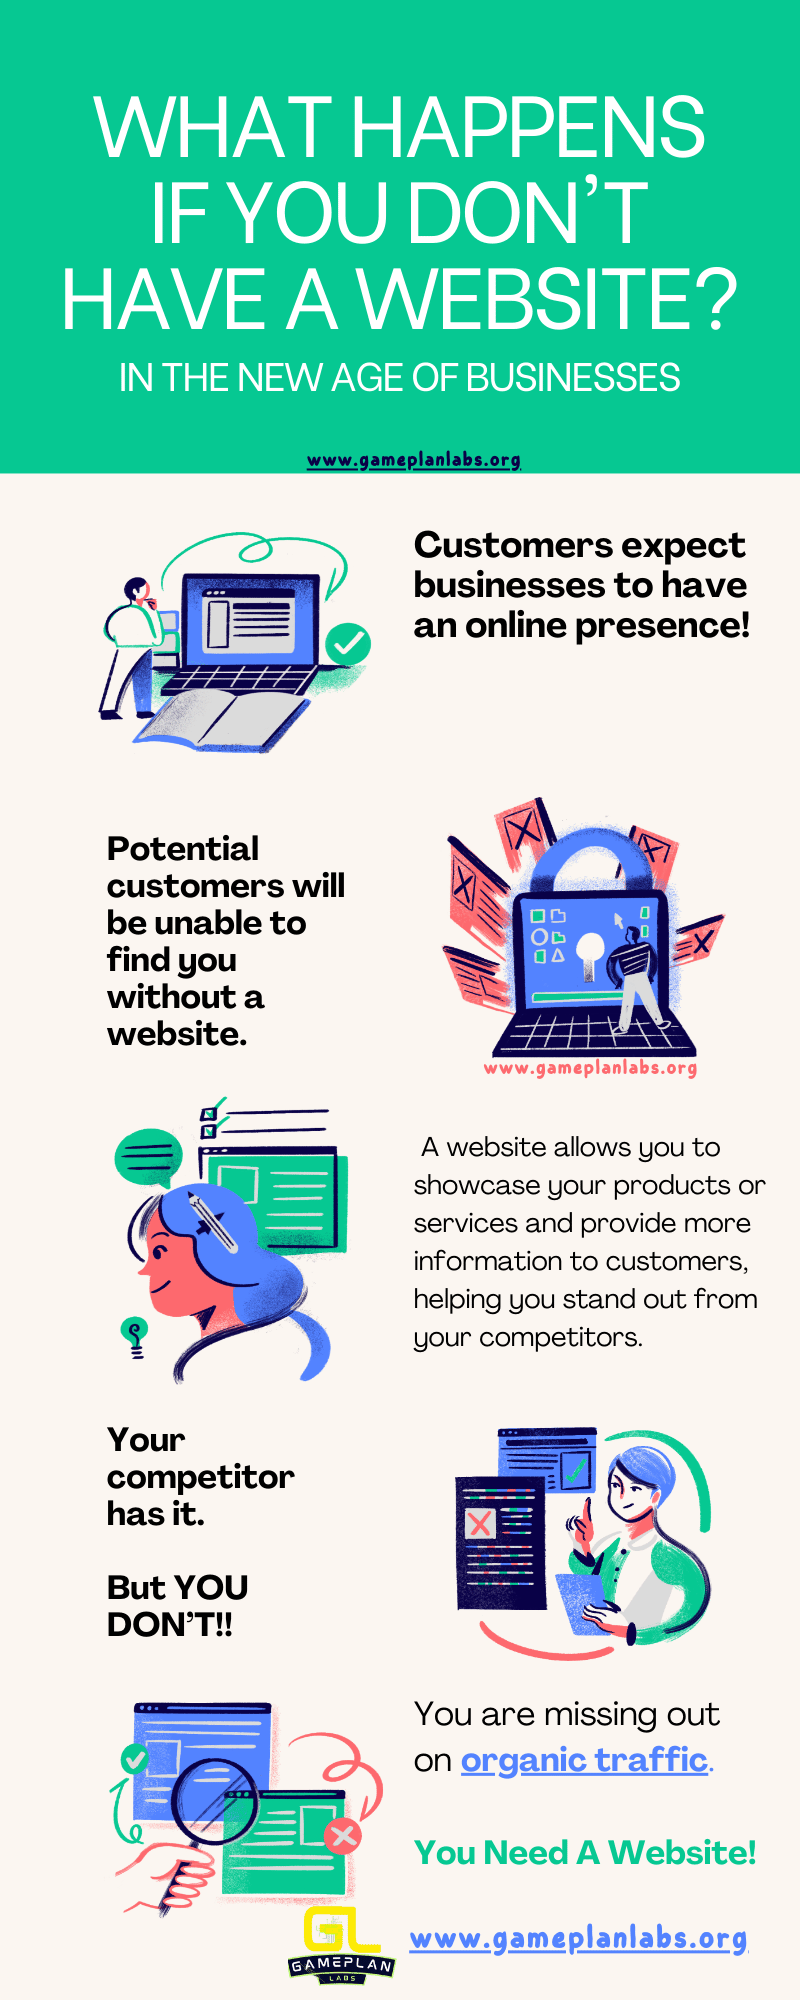 WHAT HAPPENS
IF YOU DON'T
HAVE A WEBSITE?
IN THE NEW AGE OF BUSINESSES
www.gameplanlabs.org
Customers expect
businesses to have
an online presence!
Potential
customers will
be unable to
find you
without a
website.
www.gameplanlabs.org
A website allows you to
showcase your products or
services and provide more
information to customers,
helping you stand out from
your competitors.
Your
competitor
has it.
But YOU
DON'T!!
You are missing out
on organic traffic.
You Need A Website!
GL
GAMEPLAN
LABS
www.gameplanlabs.org